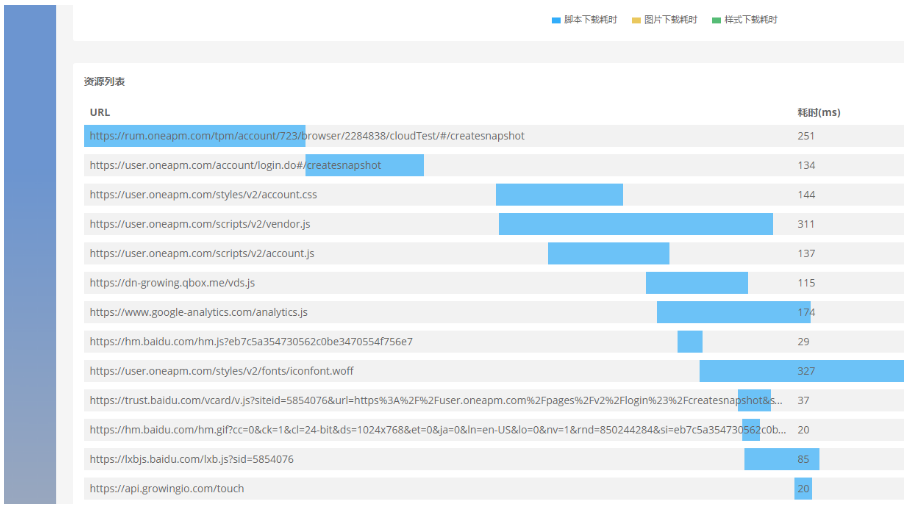 脚本下载耗时 图片下载耗时 样式下载耗时
资源列表
URL 耗时(ms)
https://rum.oneapm.com/tpm/account/723/browser/2284838/cloudTest/#/createsnapshot 251
https://user.oneapm.com/account/login.do#/createsnapshot 134
https://user.oneapm.com/styles/v2/account.css 144
https://user.oneapm.com/scripts/v2/vendor.js 311
https://user.oneapm.com/scripts/v2/account.js 137
https://dn-growing.qbox.me/vds.js 115
https://www.google-analytics.com/analytics.js 174
https://hm.baidu.com/hm.js?eb7c5a354730562c0be3470554f756e7 29
https://user.oneapm.com/styles/v2/fonts/iconfont.woff 327
https://trust.baidu.com/vcard/v.js?siteid=5854076&url=https%3A%2F%2Fuser.oneapm.com%2Fpages%2Fv2%2Flogin%23%2Fcreatesnapshot&s... 37
https://hm.baidu.com/hm.gif?cc=0&ck=1&cl=24-bit&ds=1024x768&et=0&ja=0&ln=en-US&lo=0&nv=1&rnd=850244284&si=eb7c5a354730562c0b... 20
https://lxbjs.baidu.com/lxb.js?sid=5854076 85
https://api.growingio.com/touch 20